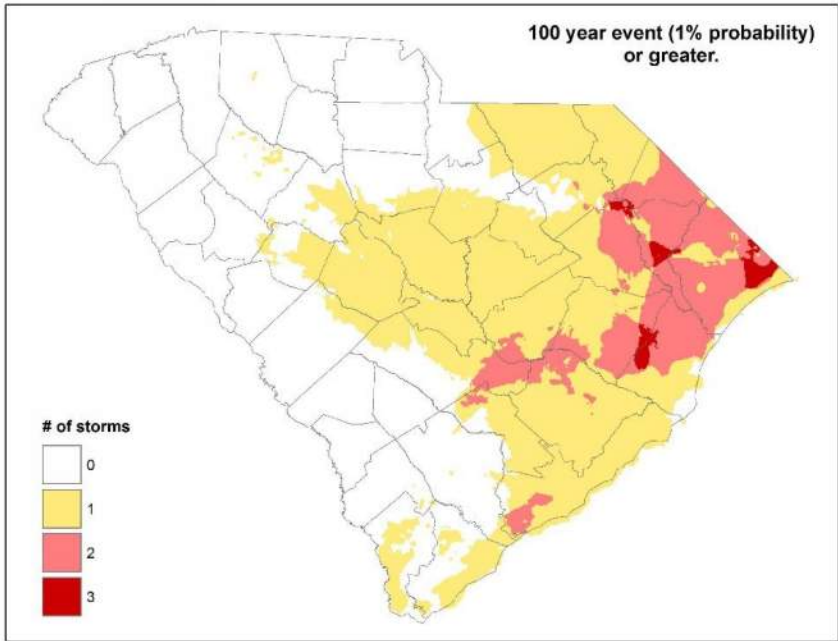 100 year event (1% probability)
or greater.
# of storms
0
1
2
3